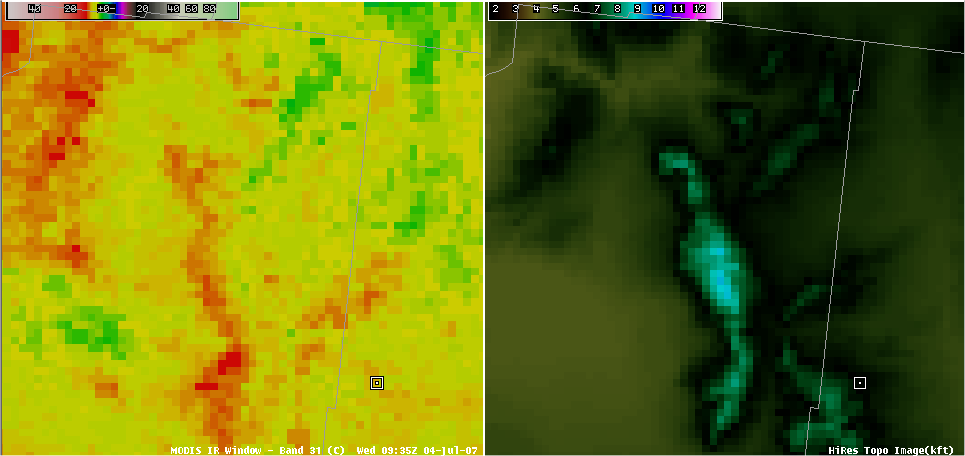 40 20 +0- 20 40 60 80
2 3 4 5 6 7 8 9 10 11 12
MODIS IR Window - Band 31 (C) Wed 09:35Z 04-Jul-07
HiRes Topo Image(kft)